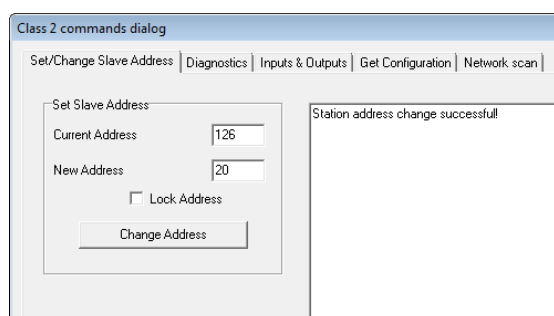 Class 2 commands dialog
Set/Change Slave Address Diagnostics Inputs & Outputs Get Configuration Network scan
Set Slave Address
Current Address 126
New Address 20
Lock Address
Change Address
Station address change successful!